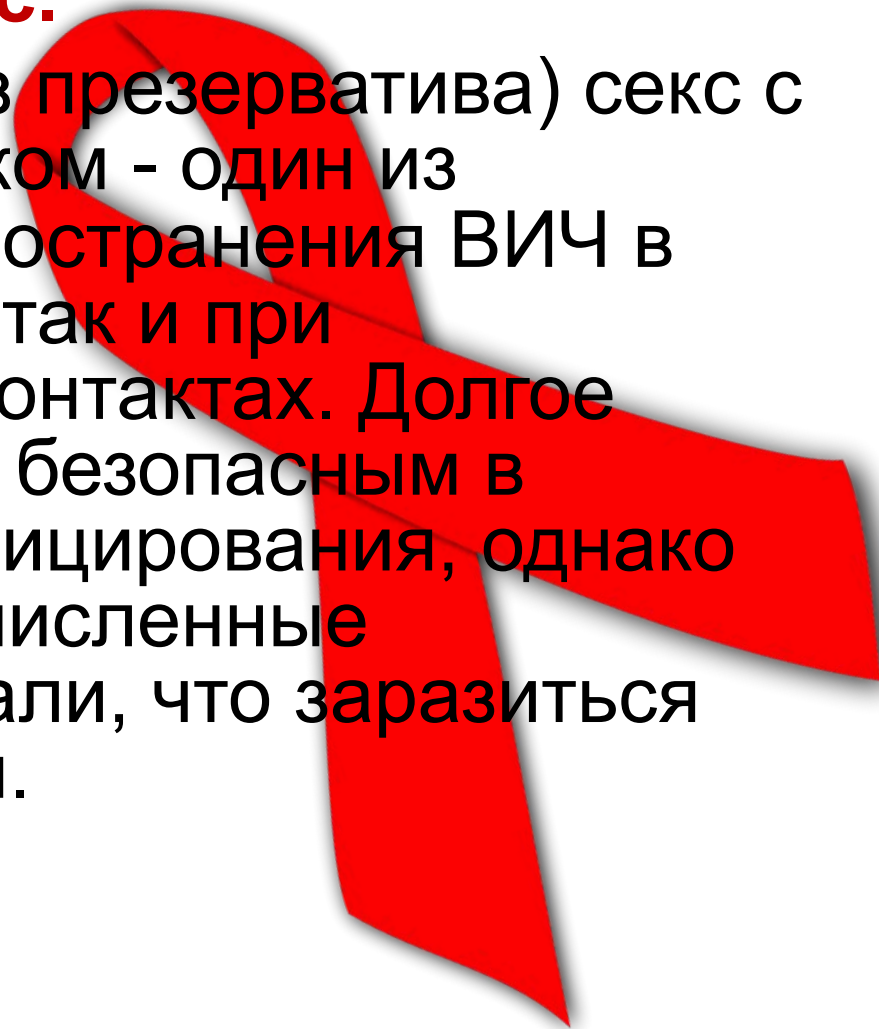 с.
в презерватива) секс с
ком - один из
остранения ВИЧ в
так и при
онтактах. Долгое
безопасным в
ицирования, однако
исленные
али, что заразиться